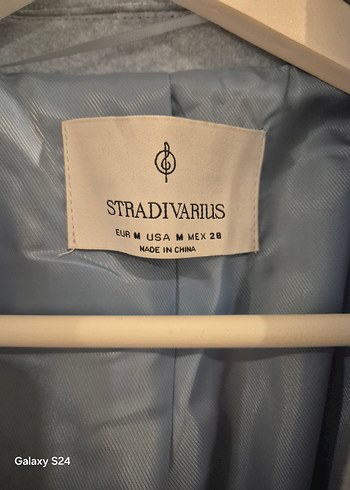 STRADIVARIUS
EUR M USA M MEX 28
MADE IN CHINA
Galaxy S24